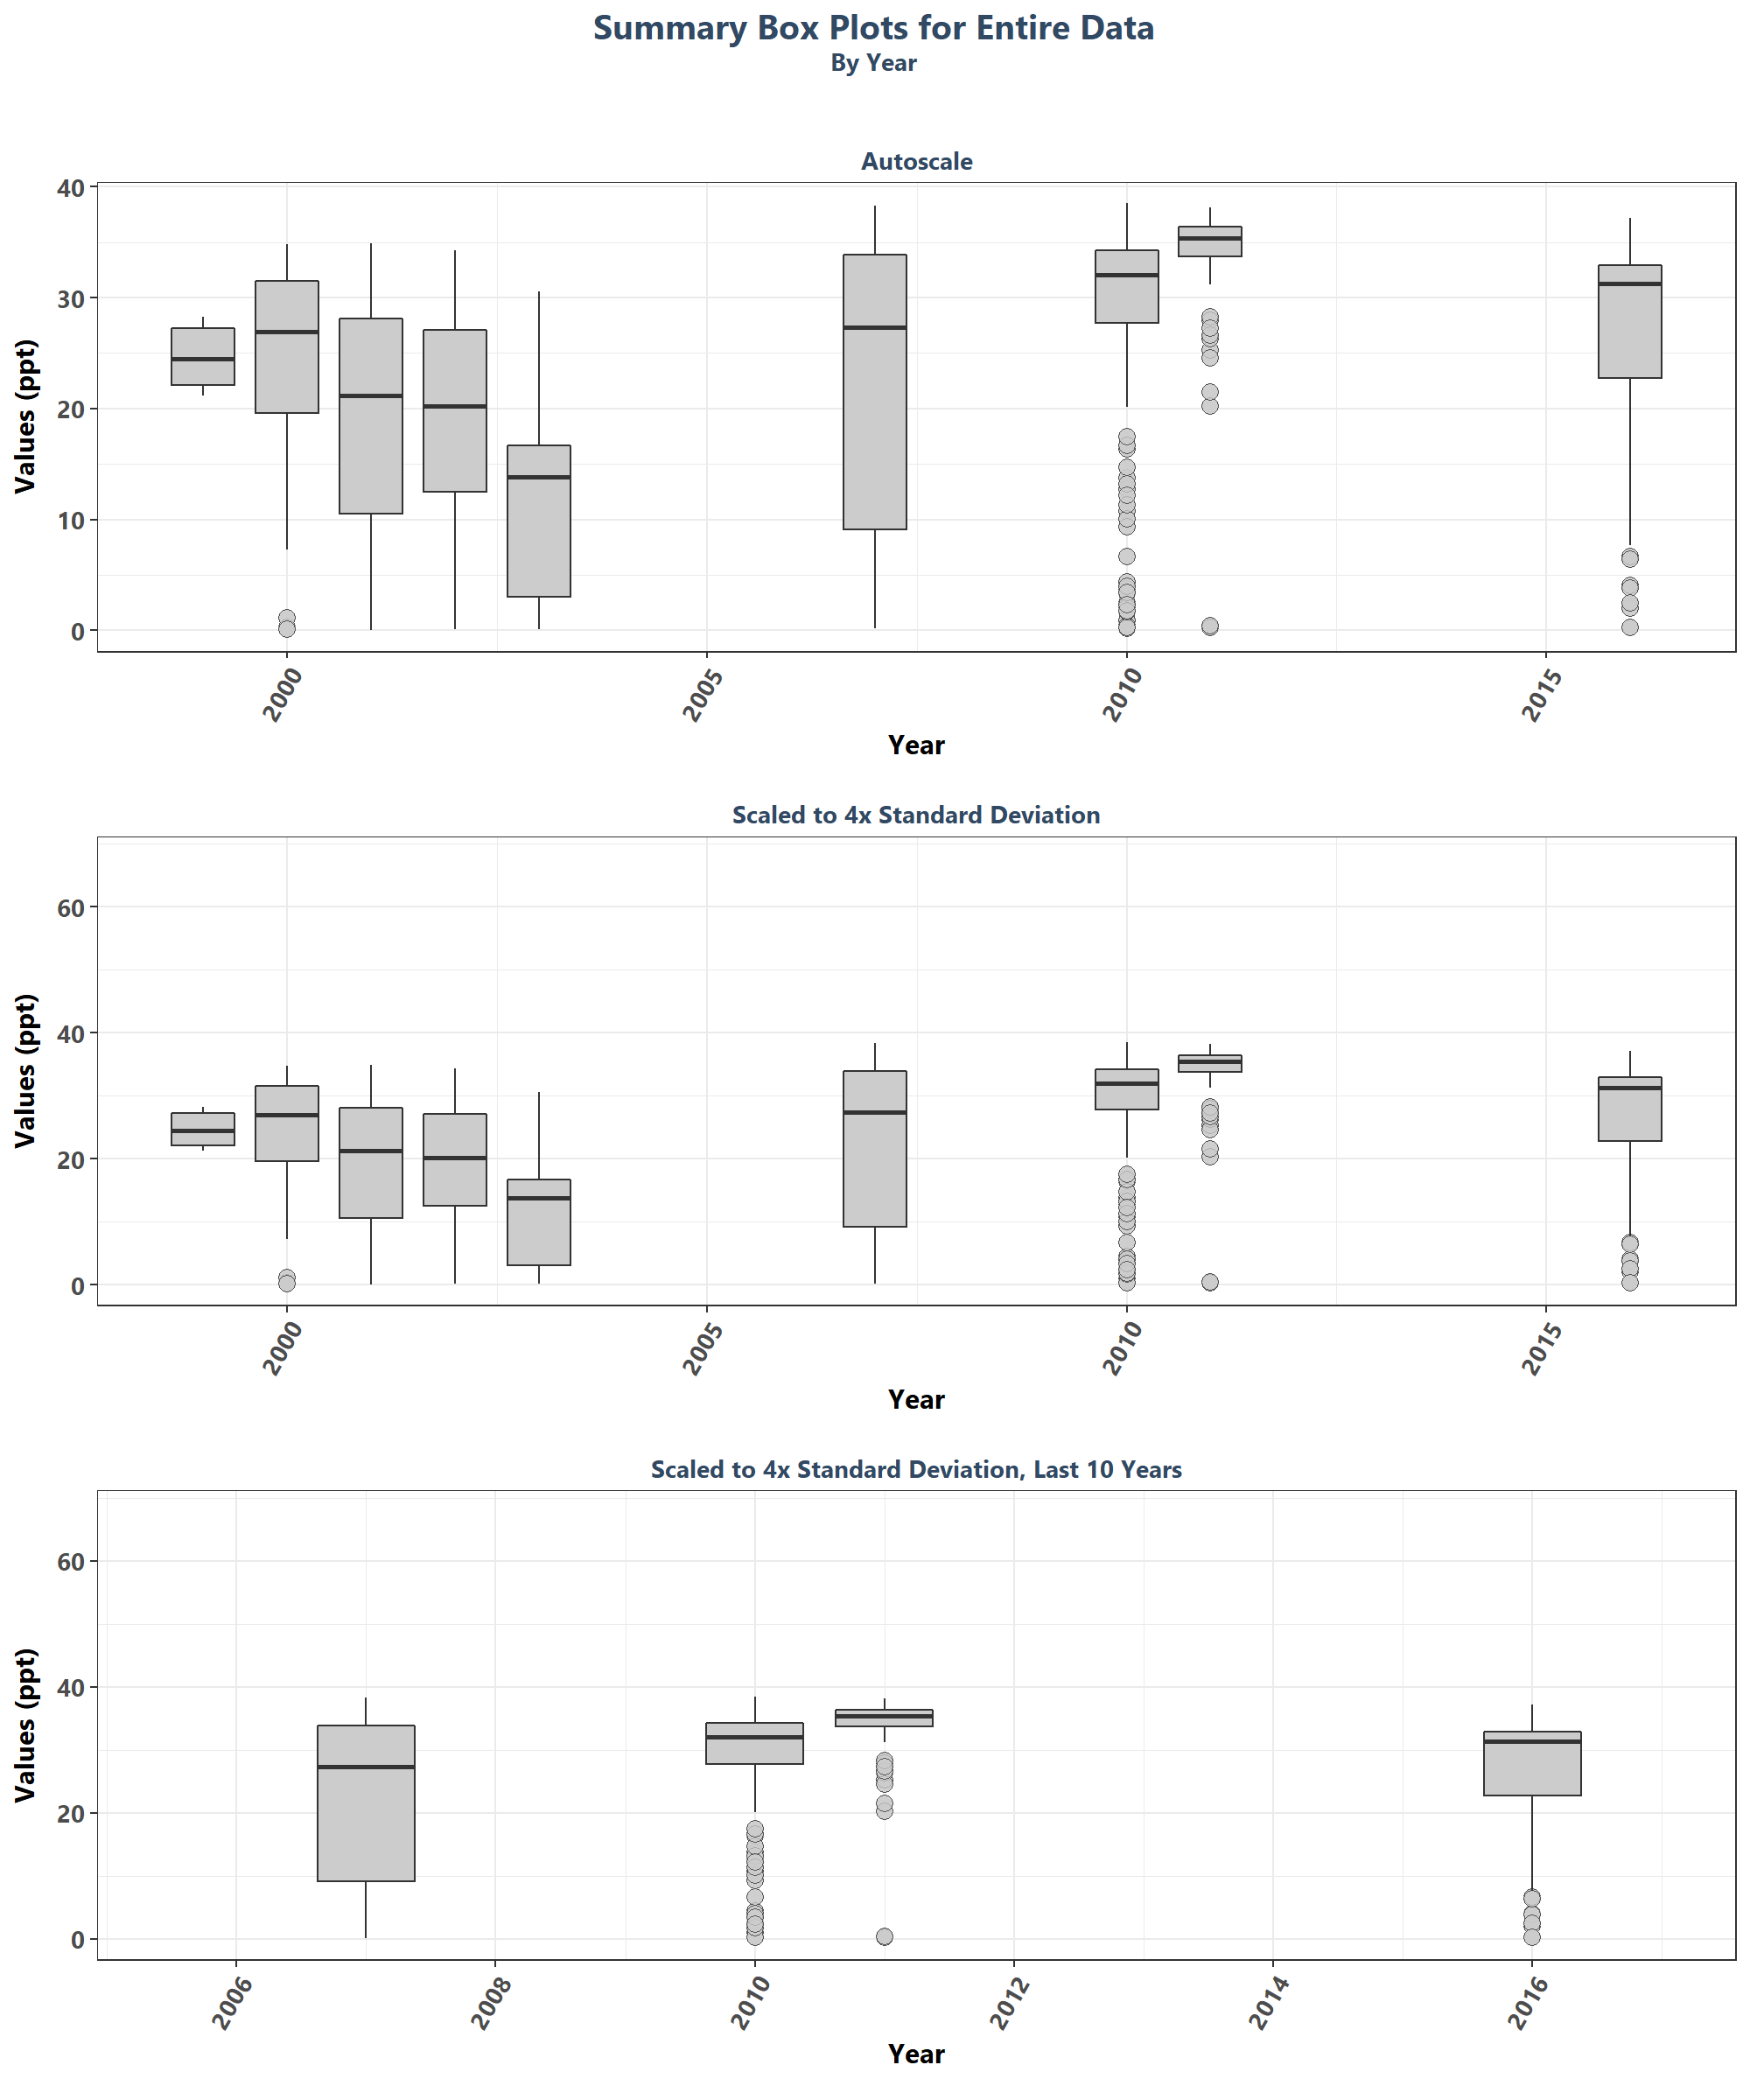 Summary Box Plots for Entire Data
By Year
Autoscale
Values (ppt)
40
30
20
10
0
2000
2005
2010
2015
Year
Scaled to 4x Standard Deviation
Values (ppt)
60
40
20
0
2000
2005
2010
2015
Year
Scaled to 4x Standard Deviation, Last 10 Years
Values (ppt)
60
40
20
0
2006
2008
2010
2012
2014
2016
Year